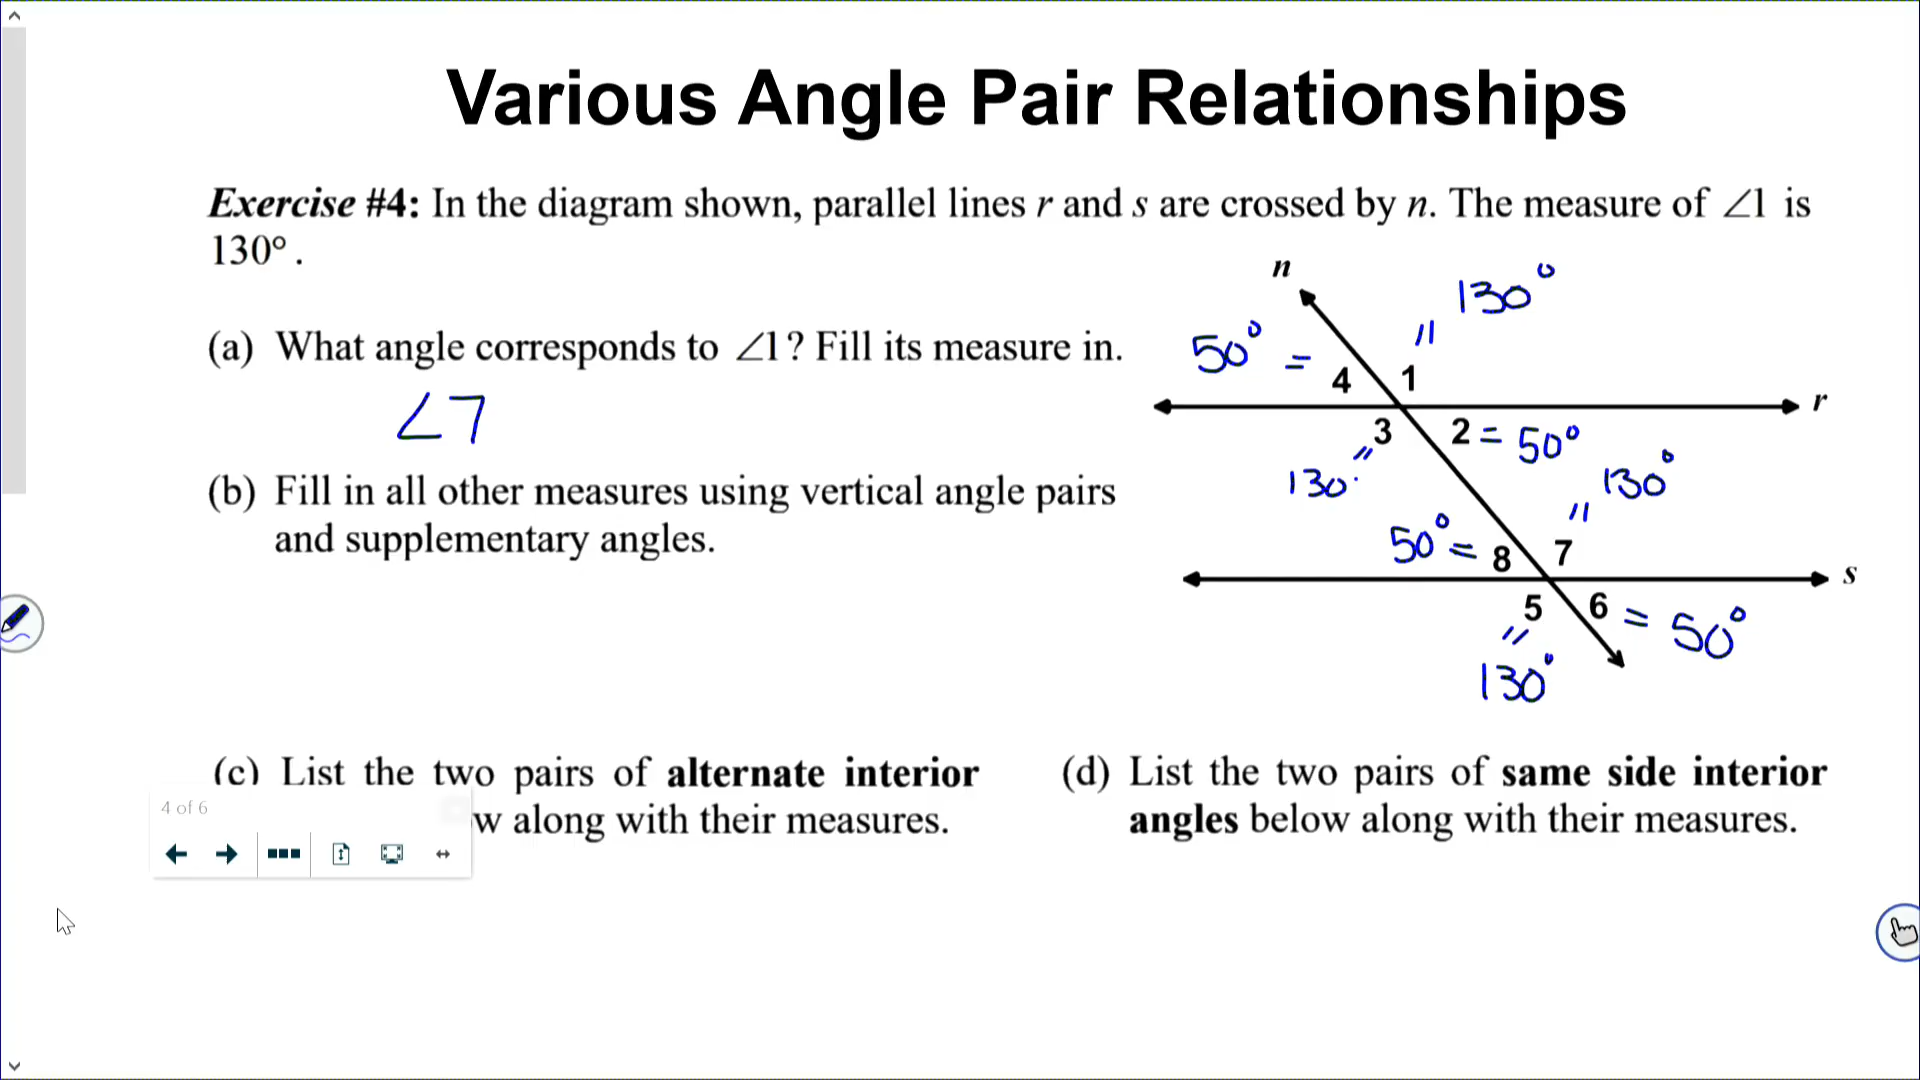 Various Angle Pair Relationships
Exercise #4: In the diagram shown, parallel lines r and s are crossed by n. The measure of ∠1 is
130°.
(a) What angle corresponds to ∠1? Fill its measure in.
∠7
(b) Fill in all other measures using vertical angle pairs
and supplementary angles.
n
130°
"
50° = 4 1
r
3 2 = 50°
"
130°
130°
"
50° = 8 7
s
5 6 = 50°
"
130°
(c) List the two pairs of alternate interior
w along with their measures.
(d) List the two pairs of same side interior
angles below along with their measures.
4 of 6